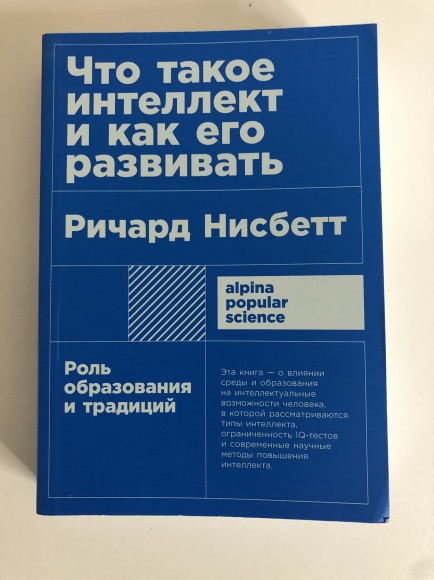 Что такое
интеллект
и как его
развивать
Ричард Нисбетт
alpina
popular
science
Роль
образования
и традиций
Эта книга — о влиянии
среды и образования
на интеллектуальные
возможности человека,
в которой рассматриваются
типы интеллекта,
ограниченность IQ-тестов
и современные научные
методы повышения
интеллекта.